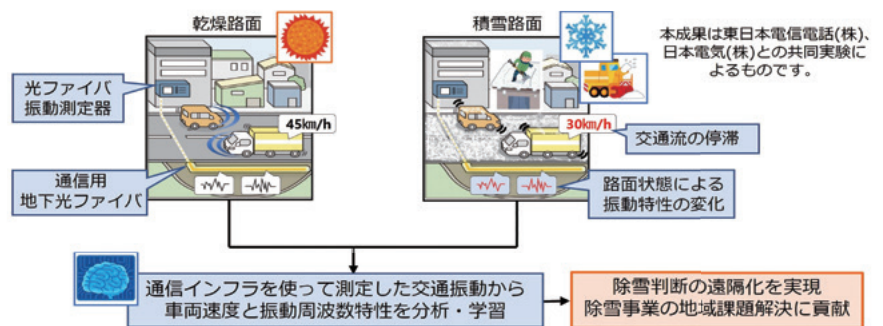 乾燥路面
積雪路面
本成果は東日本電信電話(株)、
日本電気(株)との共同実験に
よるものです。
光ファイバ
振動測定器
45km/h
30km/h
交通流の停滞
通信用
地下光ファイバ
路面状態による
振動特性の変化
通信インフラを使って測定した交通振動から
車両速度と振動周波数特性を分析・学習
除雪判断の遠隔化を実現
除雪事業の地域課題解決に貢献